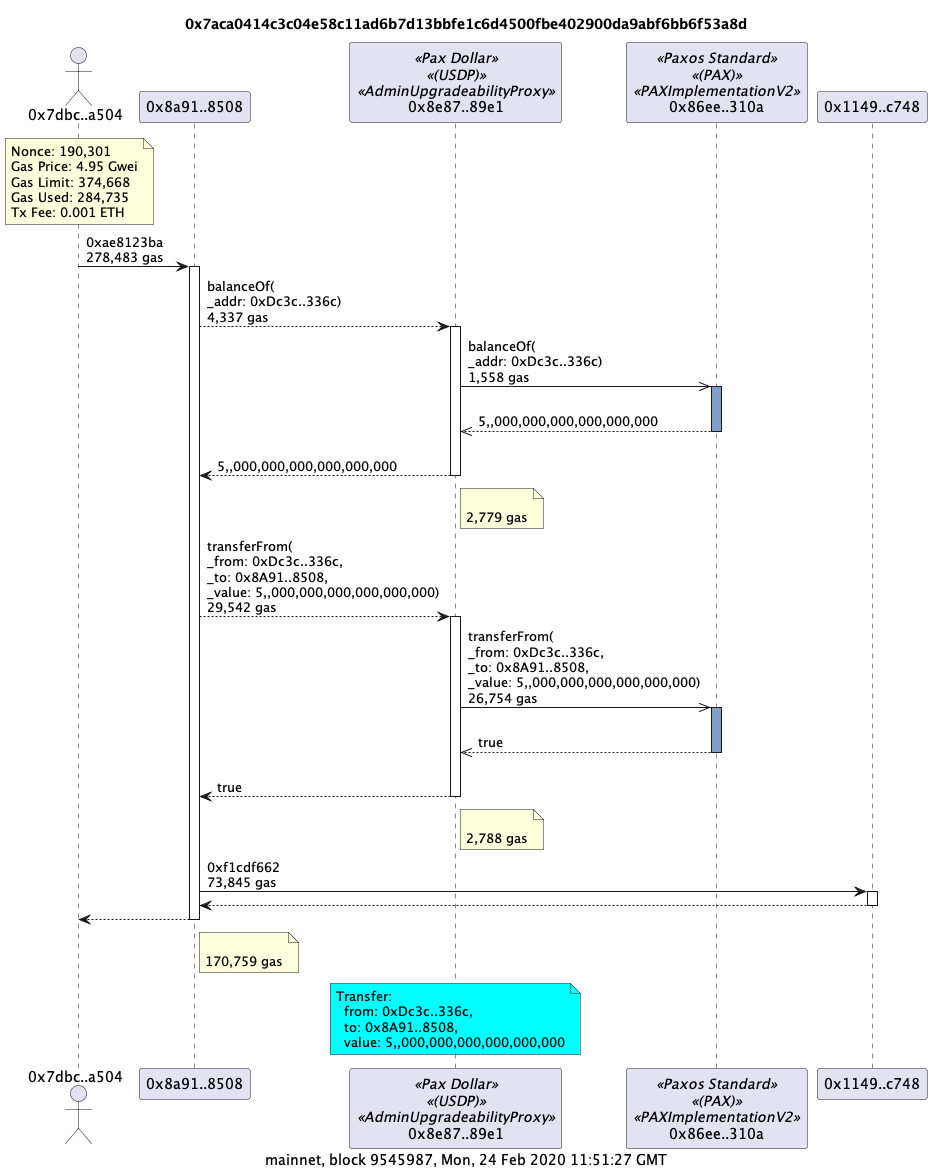 0x7aca0414c3c04e58c11ad6b7d13bbfe1c6d4500fbe402900da9abf6bb6f53a8d
0x7dbc..a504
0x8a91..8508
«Pax Dollar»
«(USDP)»
«AdminUpgradeabilityProxy»
0x8e87..89e1
«Paxos Standard»
«(PAX)»
«PAXImplementationV2»
0x86ee..310a
0x1149..c748
Nonce: 190,301
Gas Price: 4.95 Gwei
Gas Limit: 374,668
Gas Used: 284,735
Tx Fee: 0.001 ETH
0xae8123ba
278,483 gas
balanceOf(
_addr: 0xDc3c..336c)
4,337 gas
balanceOf(
_addr: 0xDc3c..336c)
1,558 gas
5,,000,000,000,000,000,000
5,,000,000,000,000,000,000
2,779 gas
transferFrom(
_from: 0xDc3c..336c,
_to: 0x8A91..8508,
_value: 5,,000,000,000,000,000,000)
29,542 gas
transferFrom(
_from: 0xDc3c..336c,
_to: 0x8A91..8508,
_value: 5,,000,000,000,000,000,000)
26,754 gas
true
true
2,788 gas
0xf1cdf662
73,845 gas
170,759 gas
Transfer:
from: 0xDc3c..336c,
to: 0x8A91..8508,
value: 5,,000,000,000,000,000,000
0x7dbc..a504
0x8a91..8508
«Pax Dollar»
«(USDP)»
«AdminUpgradeabilityProxy»
0x8e87..89e1
«Paxos Standard»
«(PAX)»
«PAXImplementationV2»
0x86ee..310a
0x1149..c748
mainnet, block 9545987, Mon, 24 Feb 2020 11:51:27 GMT